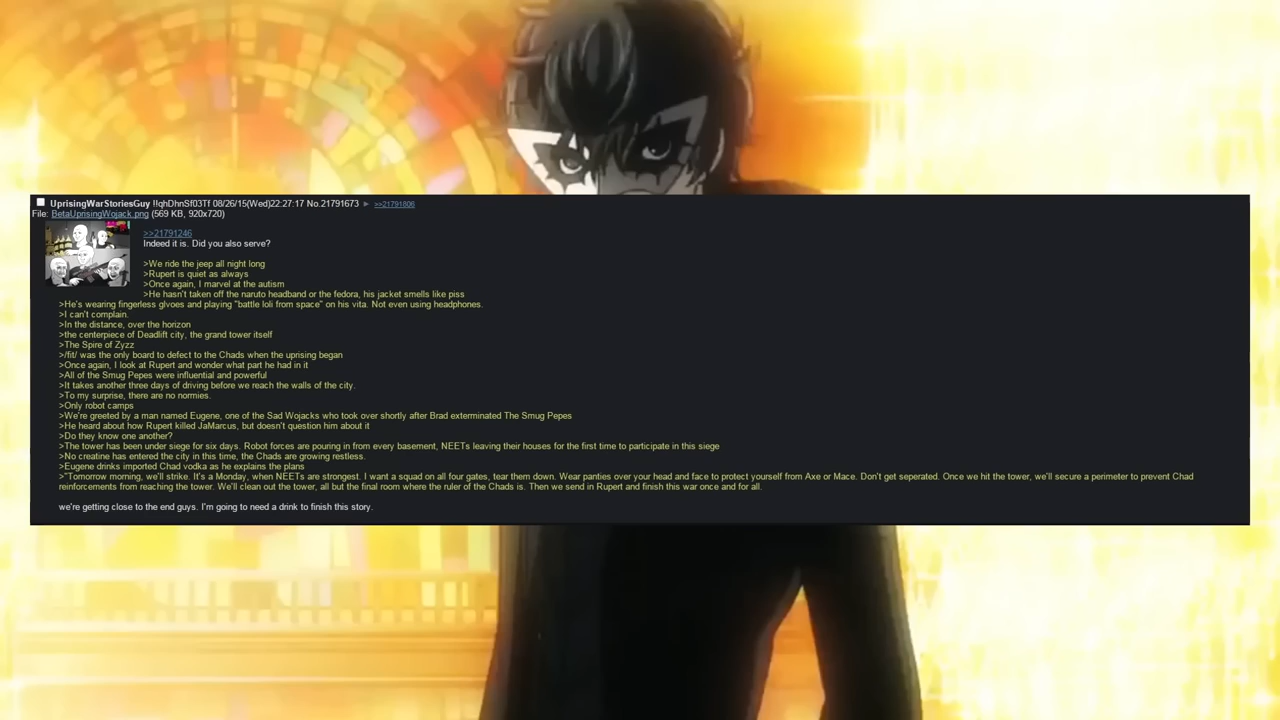 UprisingWarStoriesGuy !!qhDhnSf03Tf 08/26/15(Wed)22:27:17 No.21791673 ► >>21791806
File: BetaUprisingWojack.png (569 KB, 920x720)
>>21791246
Indeed it is. Did you also serve?
>We ride the jeep all night long
>Rupert is quiet as always
>Once again, I marvel at the autism
>He hasn't taken off the naruto headband or the fedora, his jacket smells like piss
>He's wearing fingerless glvoes and playing "battle loli from space" on his vita. Not even using headphones.
>I can't complain.
>In the distance, over the horizon
>the centerpiece of Deadlift city, the grand tower itself
>The Spire of Zyzz
>/fit/ was the only board to defect to the Chads when the uprising began
>Once again, I look at Rupert and wonder what part he had in it
>All of the Smug Pepes were influential and powerful
>It takes another three days of driving before we reach the walls of the city.
>To my surprise, there are no normies.
>Only robot camps
>We're greeted by a man named Eugene, one of the Sad Wojacks who took over shortly after Brad exterminated The Smug Pepes
>He heard about how Rupert killed JaMarcus, but doesn't question him about it
>Do they know one another?
>The tower has been under siege for six days. Robot forces are pouring in from every basement, NEETs leaving their houses for the first time to participate in this siege
>No creatine has entered the city in this time, the Chads are growing restless.
>Eugene drinks imported Chad vodka as he explains the plans
>"Tomorrow morning, we'll strike. It's a Monday, when NEETs are strongest. I want a squad on all four gates, tear them down. Wear panties over your head and face to protect yourself from Axe or Mace. Don't get seperated. Once we hit the tower, we'll secure a perimeter to prevent Chad
reinforcements from reaching the tower. We'll clean out the tower, all but the final room where the ruler of the Chads is. Then we send in Rupert and finish this war once and for all.
we're getting close to the end guys. I'm going to need a drink to finish this story.